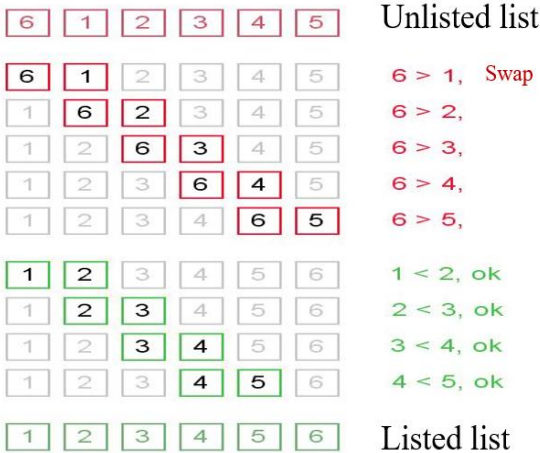 6 1 2 3 4 5 Unlisted list
6 1 2 3 4 5 6 > 1, Swap
1 6 2 3 4 5 6 > 2,
1 2 6 3 4 5 6 > 3,
1 2 3 6 4 5 6 > 4,
1 2 3 4 6 5 6 > 5,
1 2 3 4 5 6 1 < 2, ok
1 2 3 4 5 6 2 < 3, ok
1 2 3 4 5 6 3 < 4, ok
1 2 3 4 5 6 4 < 5, ok
1 2 3 4 5 6 Listed list